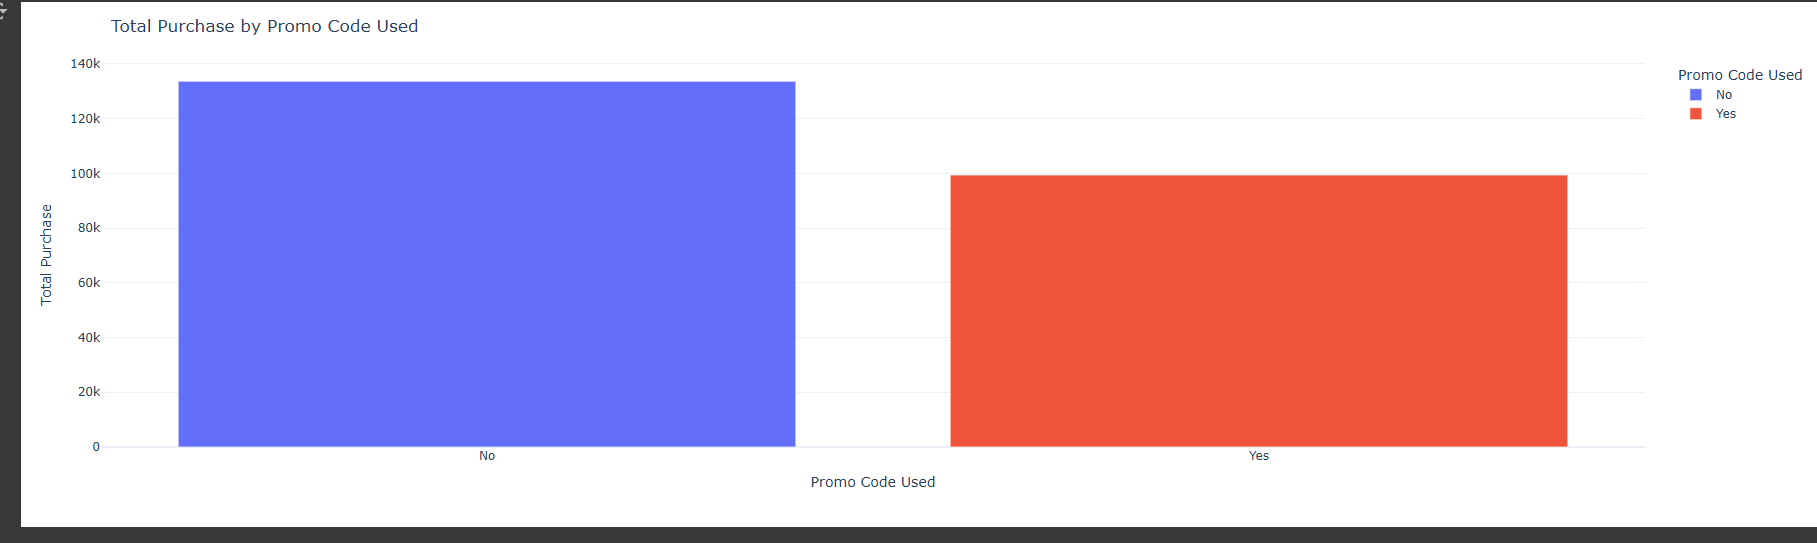 Total Purchase by Promo Code Used
140k
120k
100k
80k
60k
40k
20k
0
Total Purchase
No
Yes
Promo Code Used
Promo Code Used
No
Yes